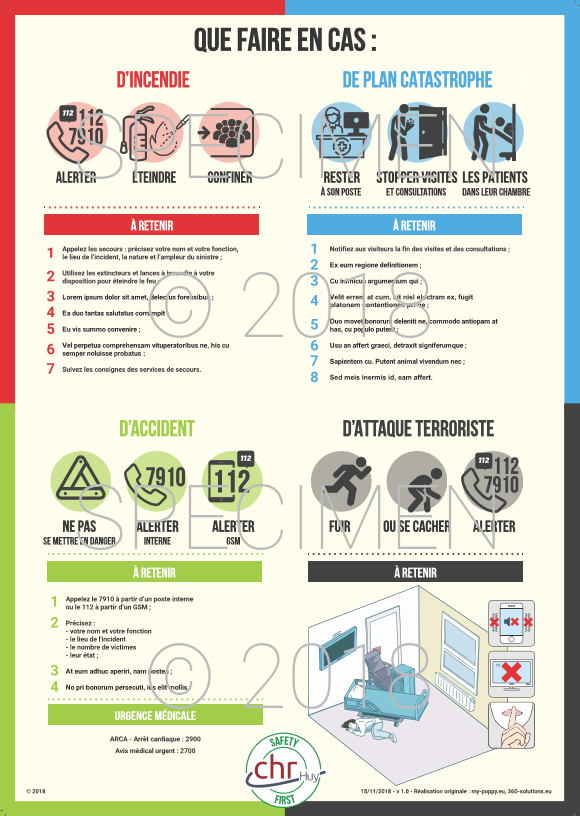 QUE FAIRE EN CAS :
D'INCENDIE
112
112
7910
ALERTER
ÉTEINDRE
CONFINER
À RETENIR
1 Appelez les secours : précisez votre nom et votre fonction,
le lieu de l'incident, la nature et l'ampleur du sinistre ;
2 Utilisez les extincteurs et lances à incendie à votre
disposition pour éteindre le feu ;
3 Lorem ipsum dolor sit amet, delectus forensibus ;
4 Ea duo tantas salutatus corrumpit ;
5 Eu vis summo convenire ;
6 Vel perpetua comprehensam vituperatoribus ne, his cu
semper noluisse probatus ;
7 Suivez les consignes des services de secours.
DE PLAN CATASTROPHE
RESTER
À SON POSTE
STOPPER VISITES
ET CONSULTATIONS
LES PATIENTS
DANS LEUR CHAMBRE
À RETENIR
1 Notifiez aux visiteurs la fin des visites et des consultations ;
2 Ex eum regione definitionem ;
3 Cu inimicus argumentum qui ;
4 Velit errem at cum, sit nisl electram ex, fugit
platonem contentiones
5 Duo movet bonorum deleniti ne, commodo antiopam at
has, cu populo putent ;
6 Usu an affert graeci, detraxit signiferumque ;
7 Sapientem cu. Putent animal vivendum nec ;
8 Sed meis inermis id, eam affert.
SPECIMEN
© 2018
D'ACCIDENT
7910
112
112
NE PAS
SE METTRE EN DANGER
ALERTER
INTERNE
ALERTER
GSM
À RETENIR
1 Appelez le 7910 à partir d'un poste interne
ou le 112 à partir d'un GSM ;
2 Précisez :
- votre nom et votre fonction
- le lieu de l'incident
- le nombre de victimes
- leur état ;
3 At eum adhuc aperiri, nam postea ;
4 No pri bonorum persecuti, ius elit mollis.
URGENCE MÉDICALE
ARCA - Arrêt cardiaque : 2900
Avis médical urgent : 2700
D'ATTAQUE TERRORISTE
112
112
7910
FUIR
OU SE CACHER
ALERTER
À RETENIR
SPECIMEN
© 2018
SAFETY
chr Huy
FIRST
© 2018
15/11/2018 - v 1.0 - Réalisation originale : my-poppy.eu, 360-solutions.eu